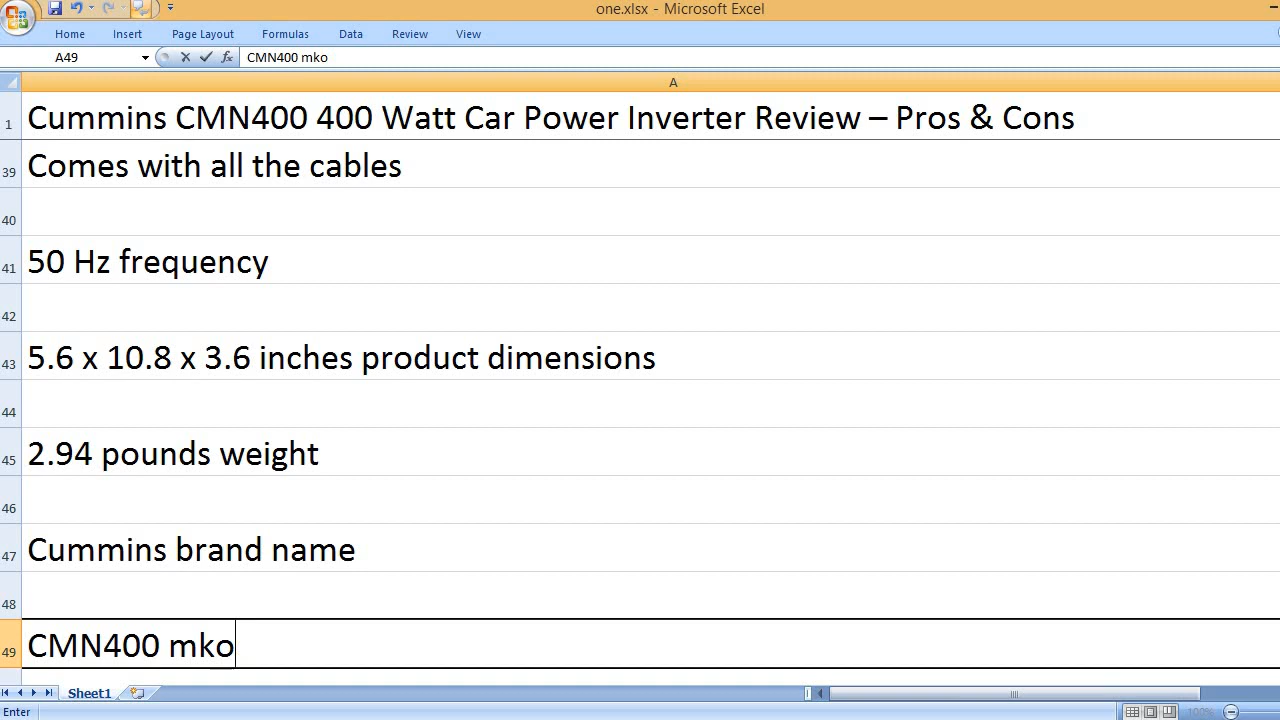 one.xlsx - Microsoft Excel
Home Insert Page Layout Formulas Data Review View
A49 fx CMN400 mko
A
1 Cummins CMN400 400 Watt Car Power Inverter Review – Pros & Cons
39 Comes with all the cables
40
41 50 Hz frequency
42
43 5.6 x 10.8 x 3.6 inches product dimensions
44
45 2.94 pounds weight
46
47 Cummins brand name
48
49 CMN400 mko
Sheet1
Enter 100%